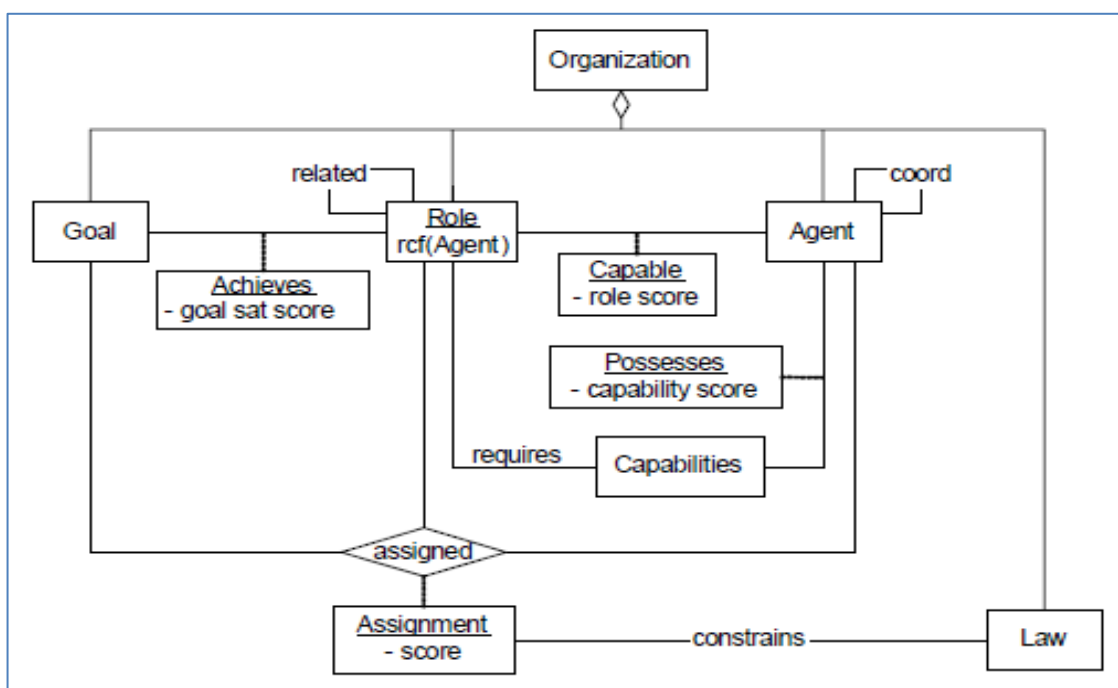 Organization
related
coord
Goal
Role
rcf(Agent)
Agent
Achieves
- goal sat score
Capable
- role score
Possesses
- capability score
requires
Capabilities
assigned
Assignment
- score
constrains
Law